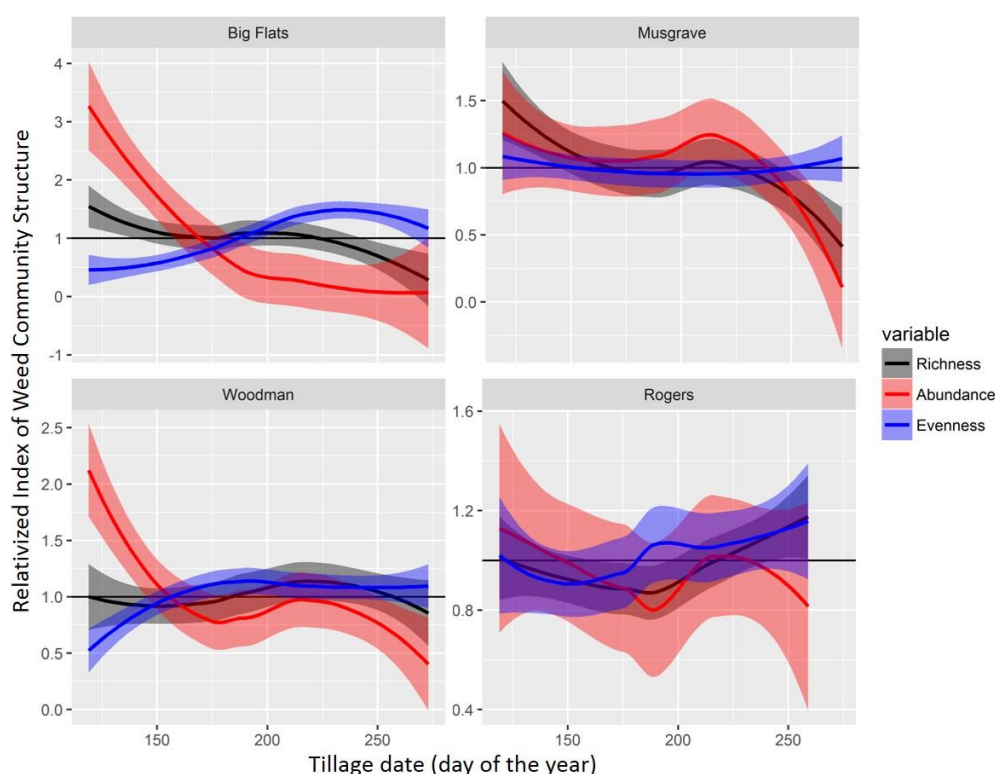 Big Flats
Musgrave
4
3
2
1
0
-1
1.5
1.0
0.5
0.0
Woodman
Rogers
2.5
2.0
1.5
1.0
0.5
0.0
1.6
1.2
0.8
0.4
150 200 250
150 200 250
Relativized Index of Weed Community Structure
Tillage date (day of the year)
variable
Richness
Abundance
Evenness